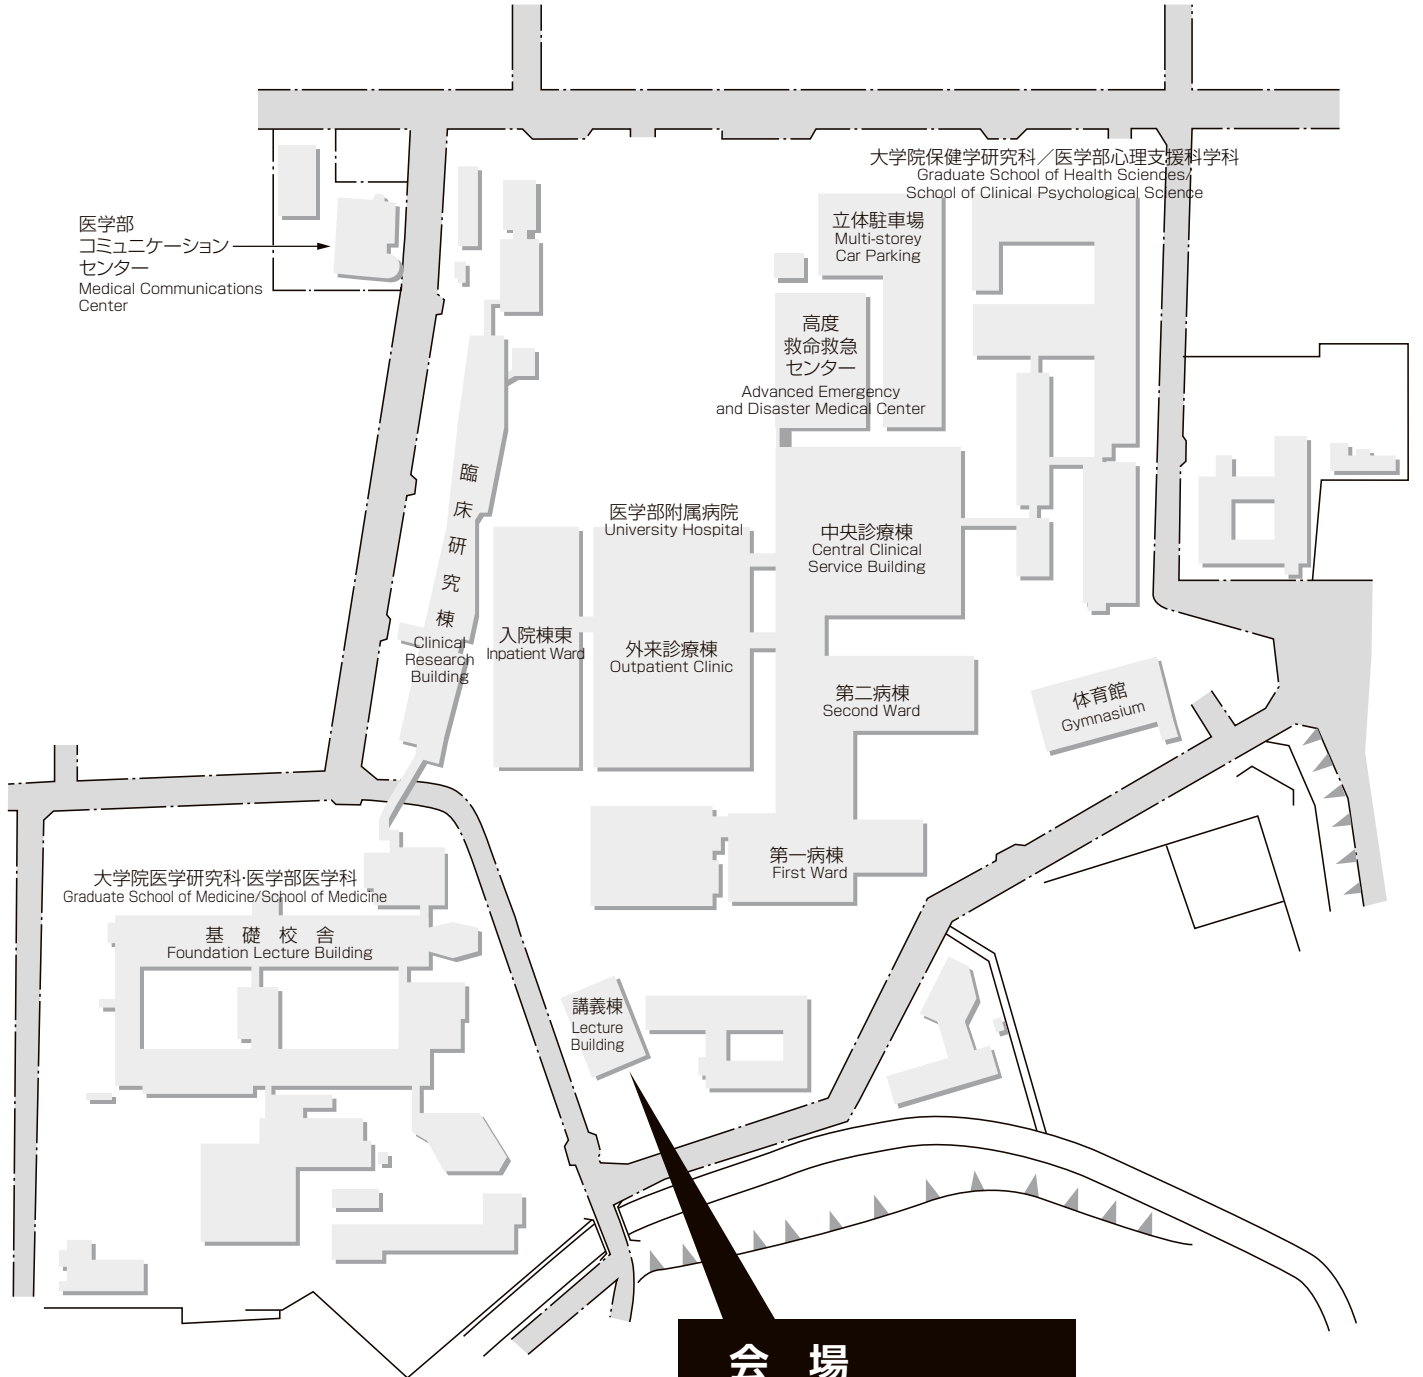 大学院保健学研究科／医学部心理支援科学科
Graduate School of Health Sciences/
School of Clinical Psychological Science
医学部
コミュニケーション
センター
Medical Communications
Center
立体駐車場
Multi-storey
Car Parking
高度
救命救急
センター
Advanced Emergency
and Disaster Medical Center
臨床研究棟
Clinical
Research
Building
医学部附属病院
University Hospital
中央診療棟
Central Clinical
Service Building
入院棟東
Inpatient Ward
外来診療棟
Outpatient Clinic
第二病棟
Second Ward
体育館
Gymnasium
第一病棟
First Ward
大学院医学研究科・医学部医学科
Graduate School of Medicine/School of Medicine
基 礎 校 舎
Foundation Lecture Building
講義棟
Lecture
Building
会 場